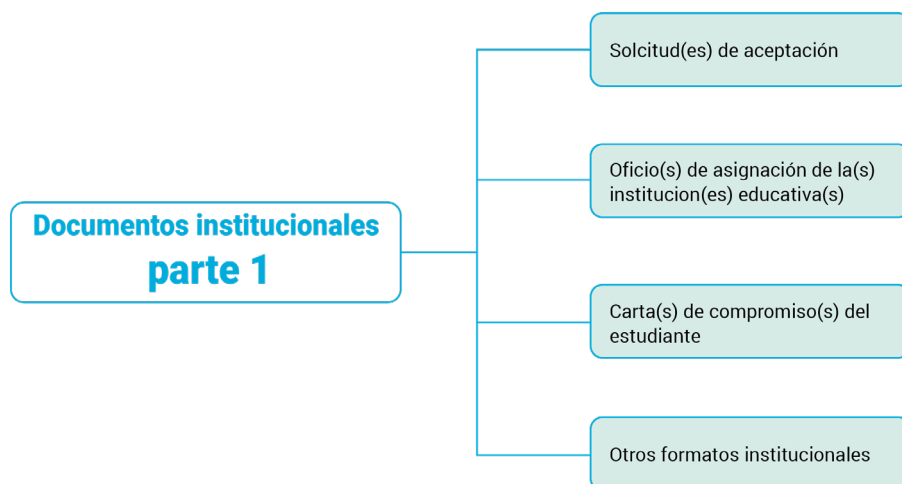 Solcitud(es) de aceptación
Oficio(s) de asignación de la(s)
institucion(es) educativa(s)
Documentos institucionales
parte 1
Carta(s) de compromiso(s) del
estudiante
Otros formatos institucionales